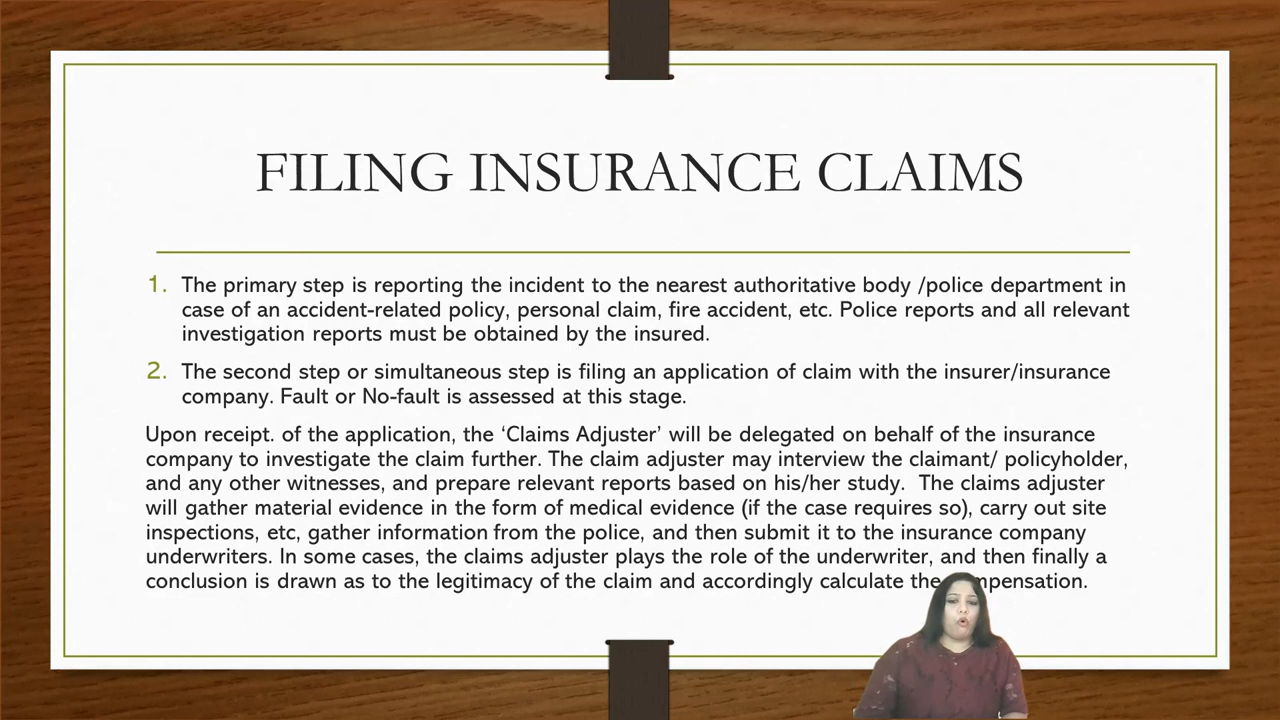 FILING INSURANCE CLAIMS
1. The primary step is reporting the incident to the nearest authoritative body /police department in
case of an accident-related policy, personal claim, fire accident, etc. Police reports and all relevant
investigation reports must be obtained by the insured.
2. The second step or simultaneous step is filing an application of claim with the insurer/insurance
company. Fault or No-fault is assessed at this stage.
Upon receipt. of the application, the ‘Claims Adjuster’ will be delegated on behalf of the insurance
company to investigate the claim further. The claim adjuster may interview the claimant/ policyholder,
and any other witnesses, and prepare relevant reports based on his/her study.  The claims adjuster
will gather material evidence in the form of medical evidence (if the case requires so), carry out site
inspections, etc, gather information from the police, and then submit it to the insurance company
underwriters. In some cases, the claims adjuster plays the role of the underwriter, and then finally a
conclusion is drawn as to the legitimacy of the claim and accordingly calculate the